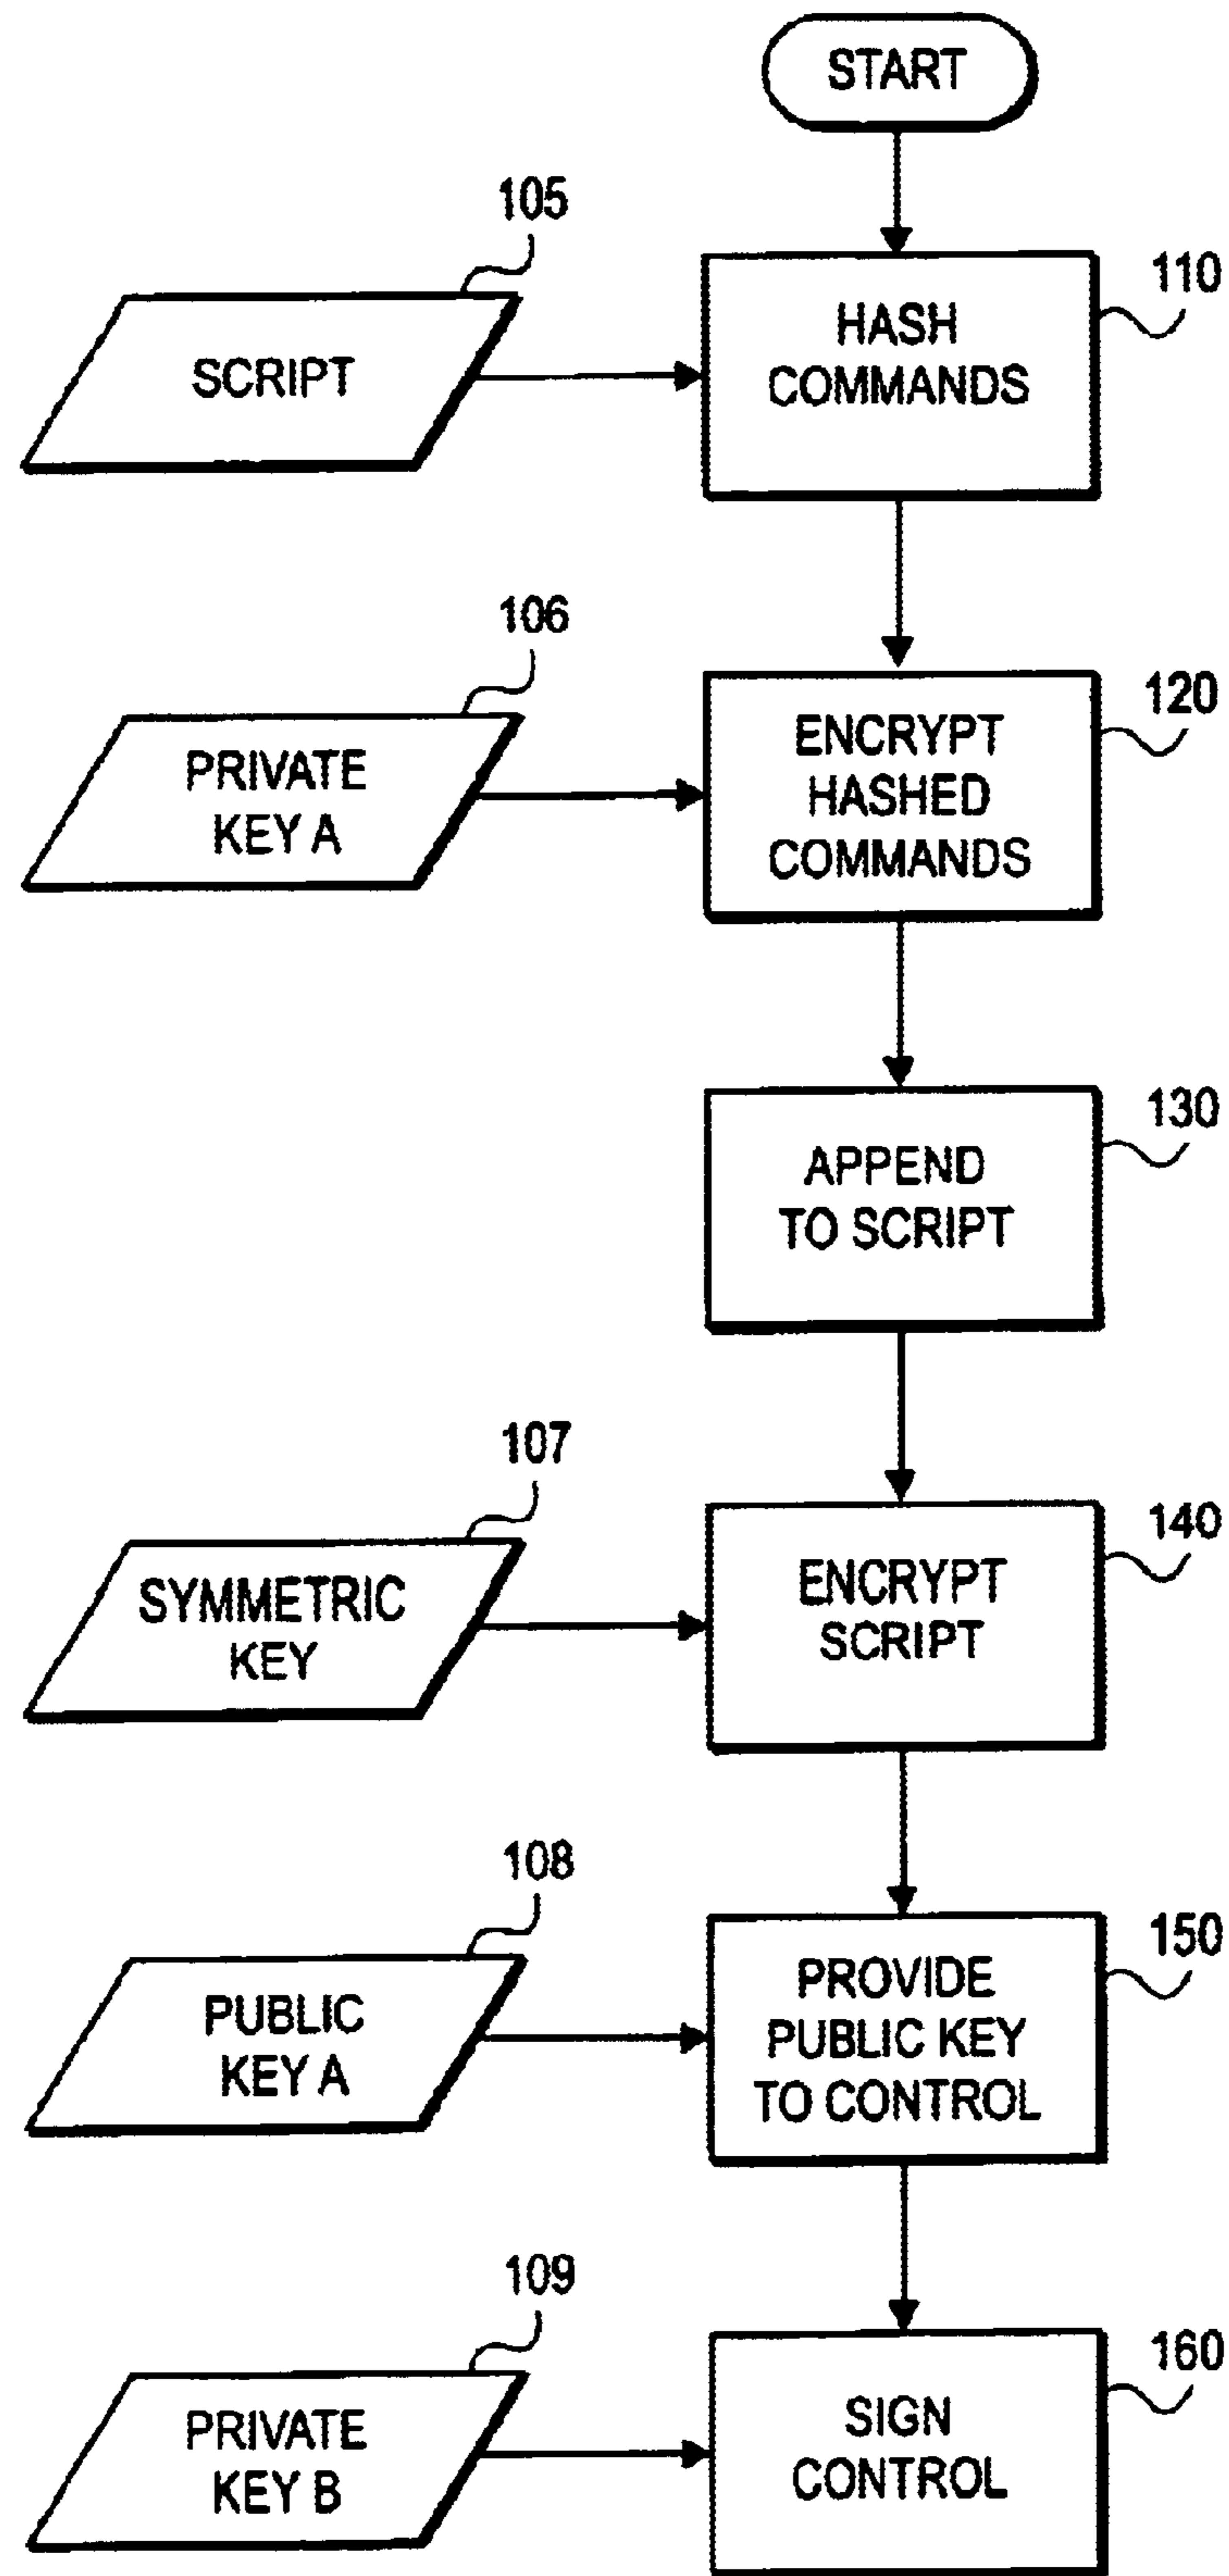 START
105
110
SCRIPT
HASH
COMMANDS
106
120
PRIVATE
KEY A
ENCRYPT
HASHED
COMMANDS
130
APPEND
TO SCRIPT
107
140
SYMMETRIC
KEY
ENCRYPT
SCRIPT
108
150
PUBLIC
KEY A
PROVIDE
PUBLIC KEY
TO CONTROL
109
160
PRIVATE
KEY B
SIGN
CONTROL